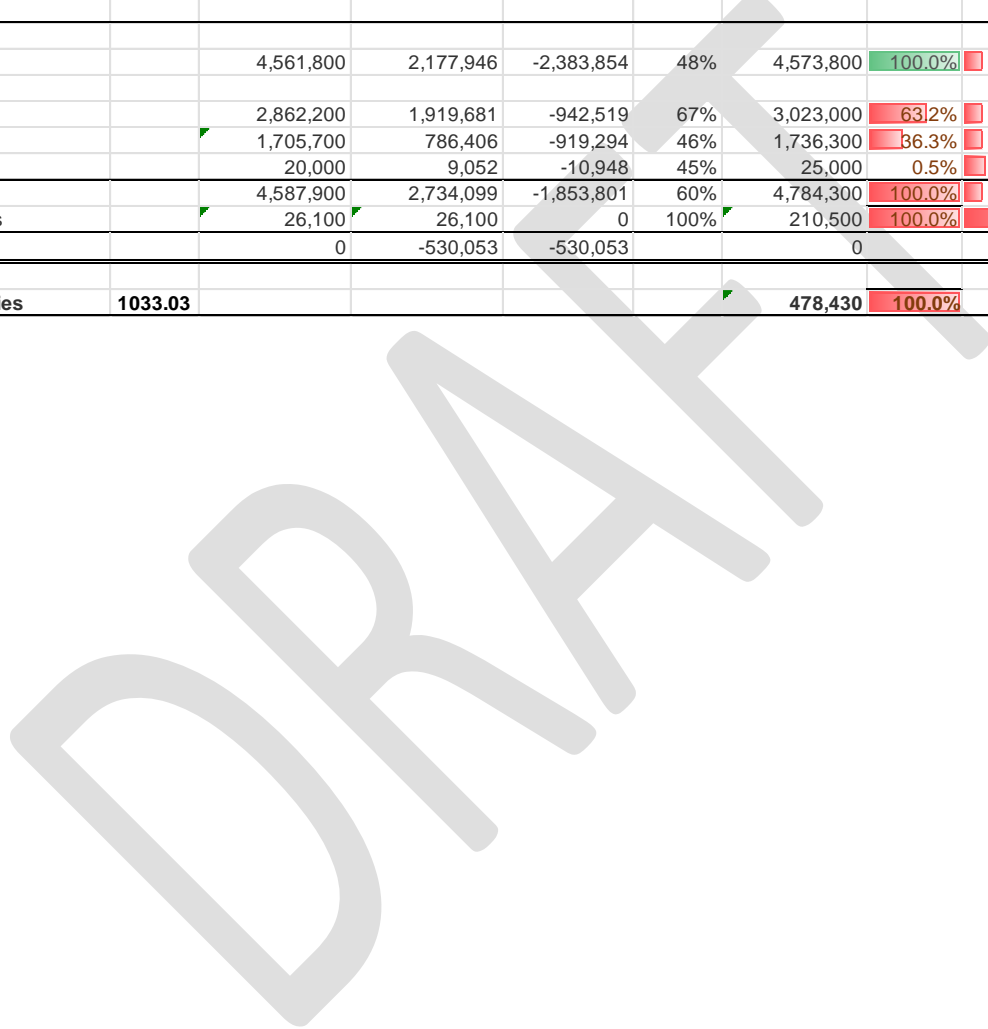 4,561,800 2,177,946 -2,383,854 48% 4,573,800 100.0%
2,862,200 1,919,681 -942,519 67% 3,023,000 63.2%
1,705,700 786,406 -919,294 46% 1,736,300 36.3%
20,000 9,052 -10,948 45% 25,000 0.5%
4,587,900 2,734,099 -1,853,801 60% 4,784,300 100.0%
s 26,100 26,100 0 100% 210,500 100.0%
0 -530,053 -530,053 0
ies 1033.03 478,430 100.0%
DRAFT